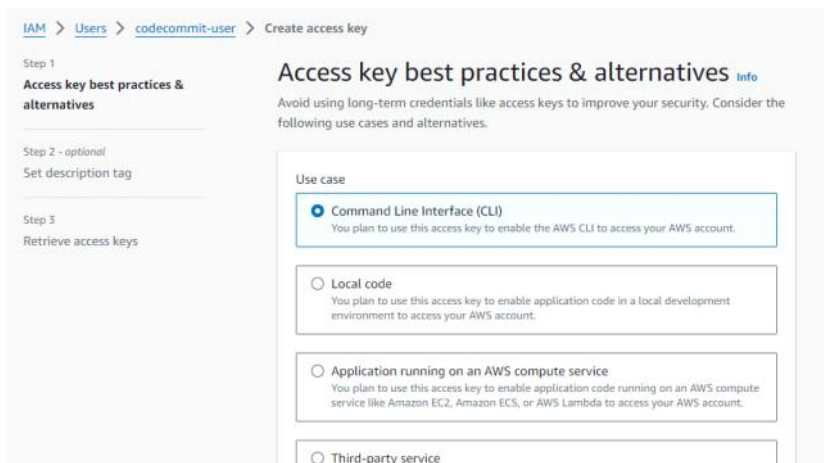 IAM > Users > codecommit-user > Create access key
Step 1
Access key best practices &
alternatives
Step 2 - optional
Set description tag
Step 3
Retrieve access keys
Access key best practices & alternatives Info
Avoid using long-term credentials like access keys to improve your security. Consider the
following use cases and alternatives.
Use case
Command Line Interface (CLI)
You plan to use this access key to enable the AWS CLI to access your AWS account.
Local code
You plan to use this access key to enable application code in a local development
environment to access your AWS account.
Application running on an AWS compute service
You plan to use this access key to enable application code running on an AWS compute
service like Amazon EC2, Amazon ECS, or AWS Lambda to access your AWS account.
Third-party service